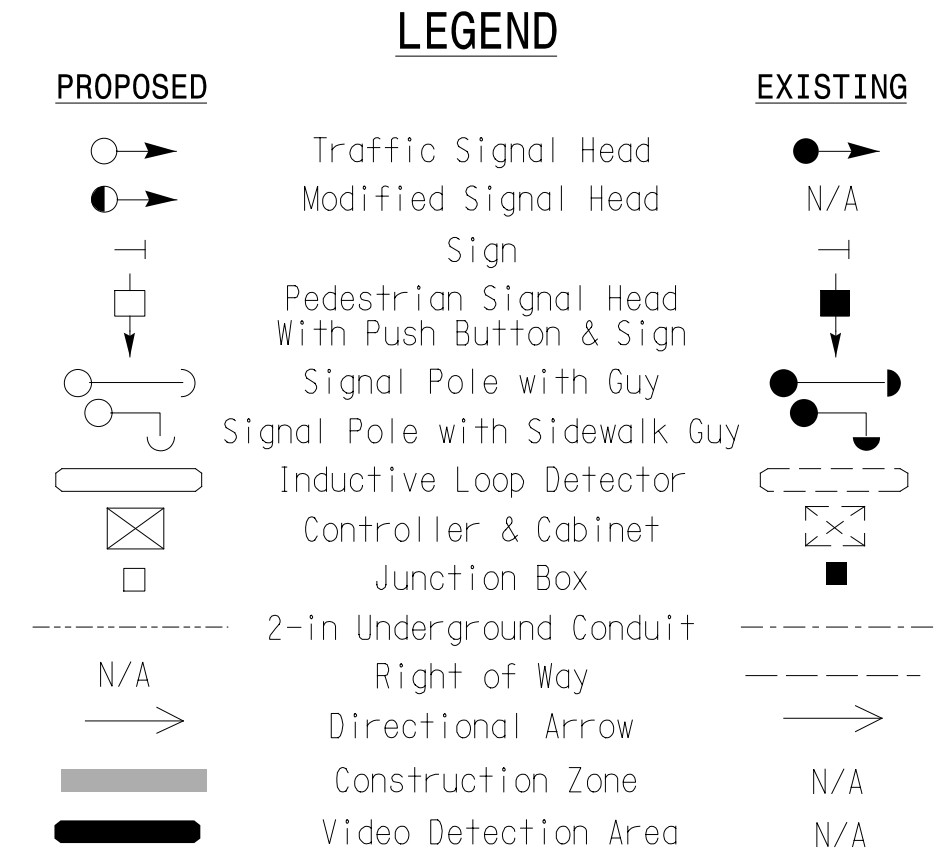 LEGEND
PROPOSED EXISTING
Traffic Signal Head
Modified Signal Head N/A
Sign
Pedestrian Signal Head
With Push Button & Sign
Signal Pole with Guy
Signal Pole with Sidewalk Guy
Inductive Loop Detector
Controller & Cabinet
Junction Box
2-in Underground Conduit
N/A Right of Way
Directional Arrow
Construction Zone N/A
Video Detection Area N/A